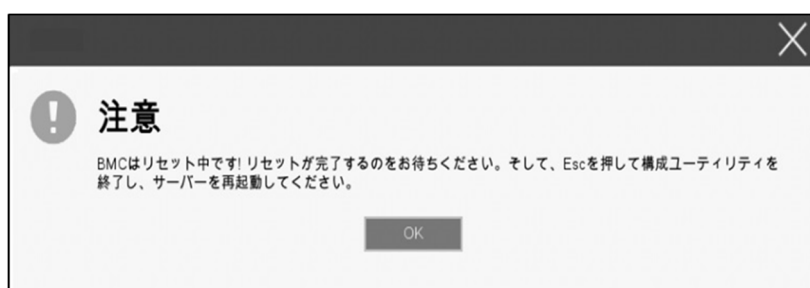 注意
BMCはリセット中です! リセットが完了するのをお待ちください。そして、Escを押して構成ユーティリティを
終了し、サーバーを再起動してください。
OK